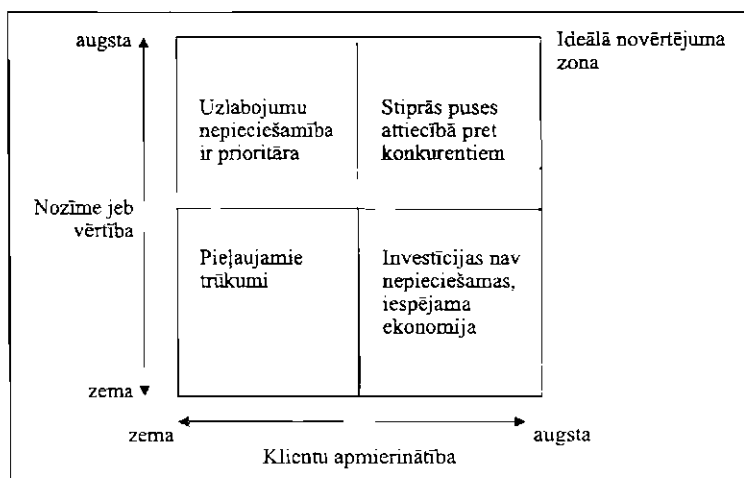 augsta
Ideālā novērtējuma
zona
Uzlabojumu
nepieciešamība
ir prioritāra
Stiprās puses
attiecībā pret
konkurentiem
Nozīme jeb
vērtība
Pieļaujamie
trūkumi
Investīcijas nav
nepieciešamas,
iespējama
ekonomija
zema
zema
augsta
Klientu apmierinātība